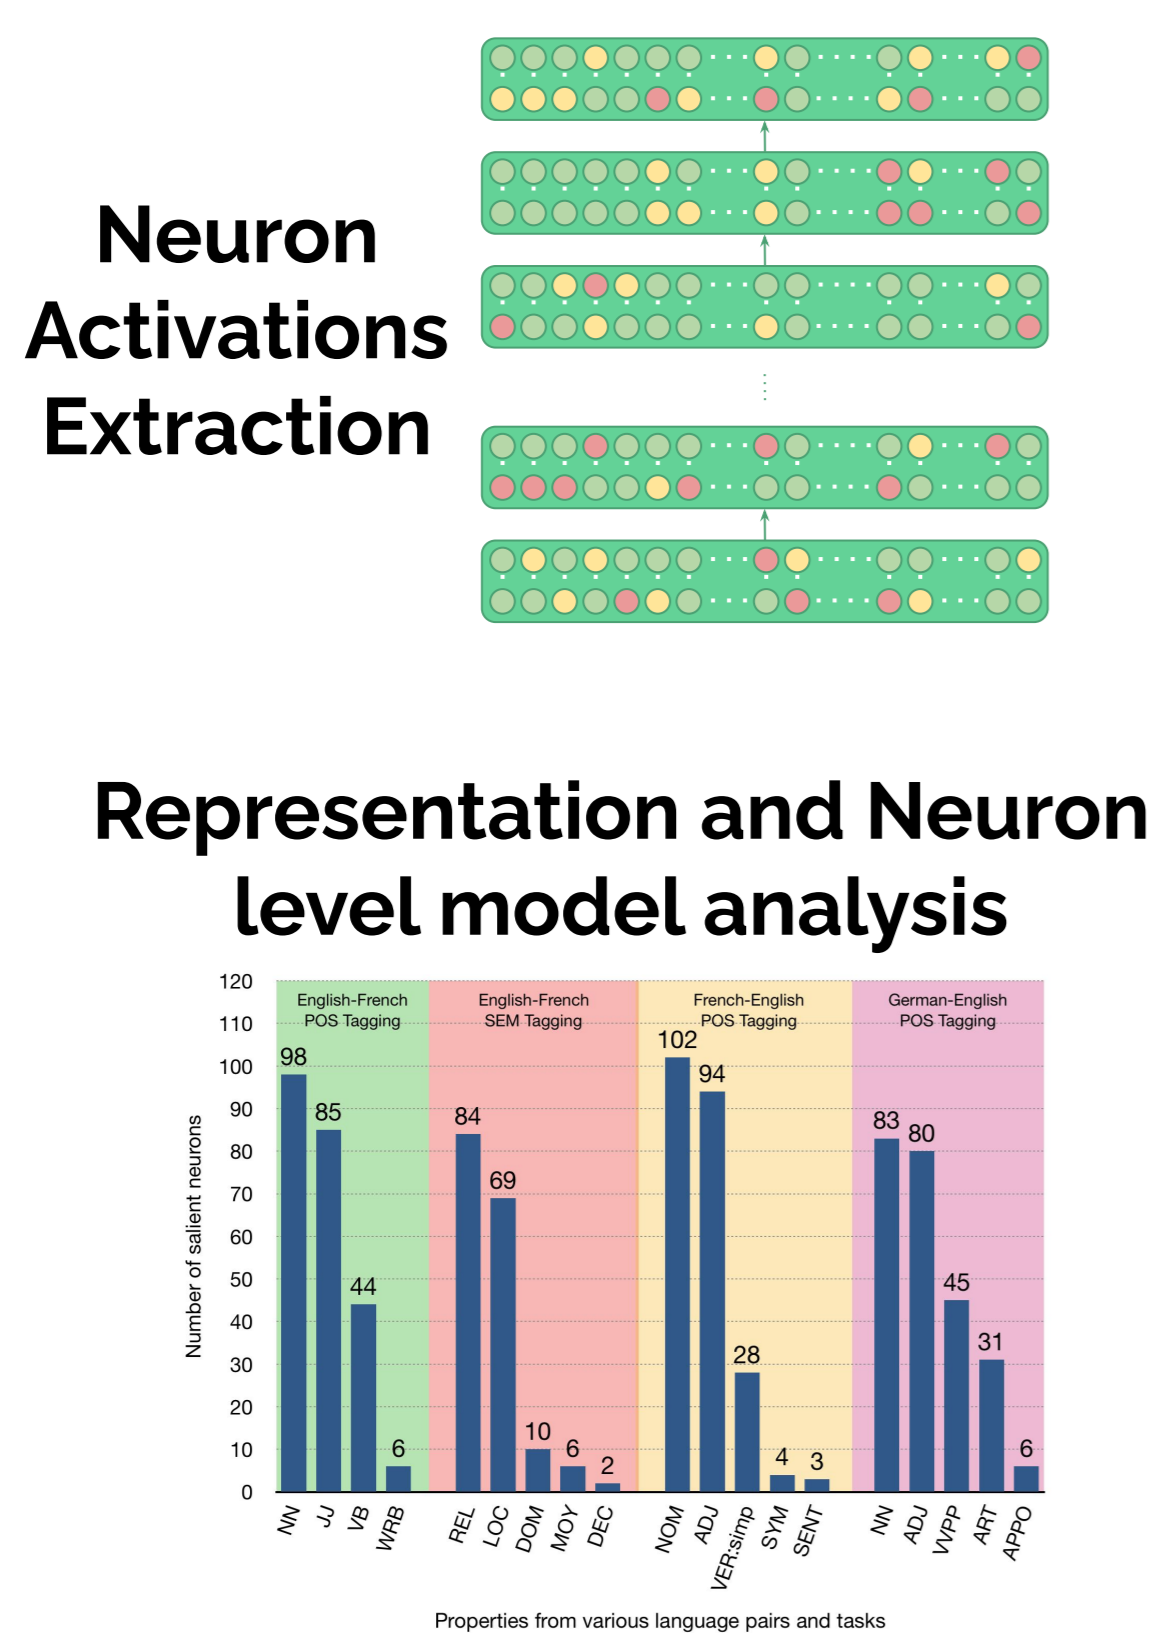 Neuron
Activations
Extraction
Representation and Neuron
level model analysis
English-French
POS Tagging
English-French
SEM Tagging
French-English
POS Tagging
German-English
POS Tagging
Number of salient neurons
120
110
100
90
80
70
60
50
40
30
20
10
0
98
85
44
6
84
69
10
6
2
102
94
28
4
3
83
80
45
31
6
NN
JJ
VB
WRB
REL
LOC
DOM
MOY
DEC
NOM
ADJ
VER:simp
SYM
SENT
NN
ADJ
VVPP
ART
APPO
Properties from various language pairs and tasks